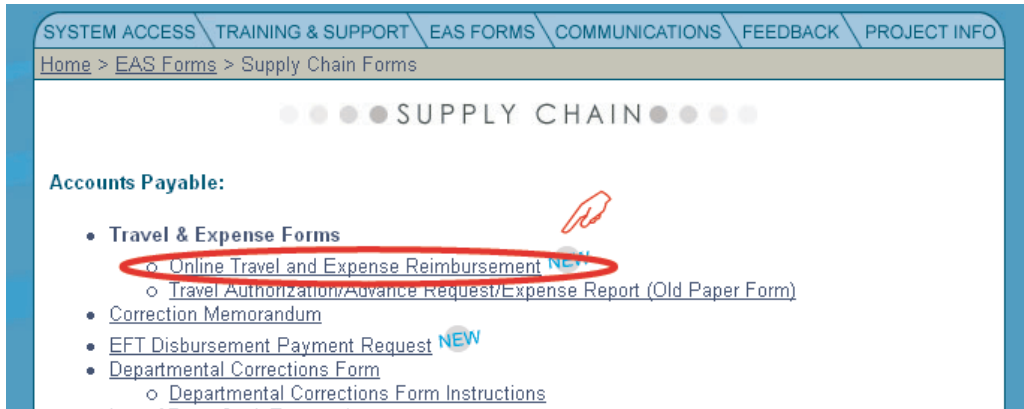 SYSTEM ACCESS TRAINING & SUPPORT EAS FORMS COMMUNICATIONS FEEDBACK PROJECT INFO
Home > EAS Forms > Supply Chain Forms
SUPPLY CHAIN
Accounts Payable:
Travel & Expense Forms
Online Travel and Expense Reimbursement NEW
Travel Authorization/Advance Request/Expense Report (Old Paper Form)
Correction Memorandum
EFT Disbursement Payment Request NEW
Departmental Corrections Form
Departmental Corrections Form Instructions